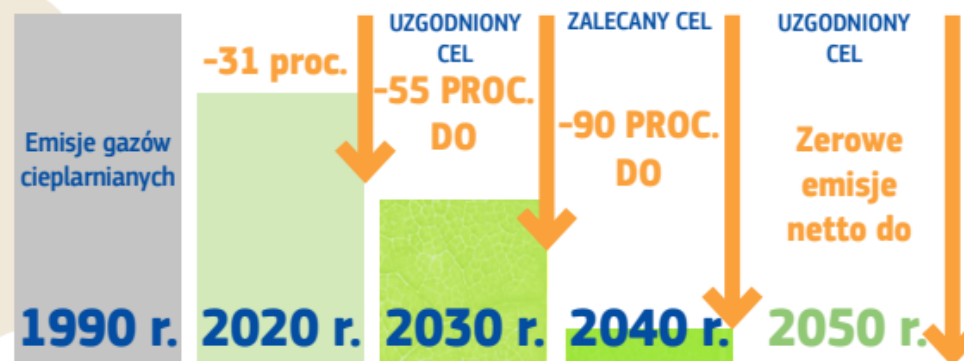 Emisje gazów
cieplarnianych
1990 r.
-31 proc.
2020 r.
UZGODNIONY
CEL
-55 PROC.
DO
2030 r.
ZALECANY CEL
-90 PROC.
DO
2040 r.
UZGODNIONY
CEL
Zerowe
emisje
netto do
2050 r.